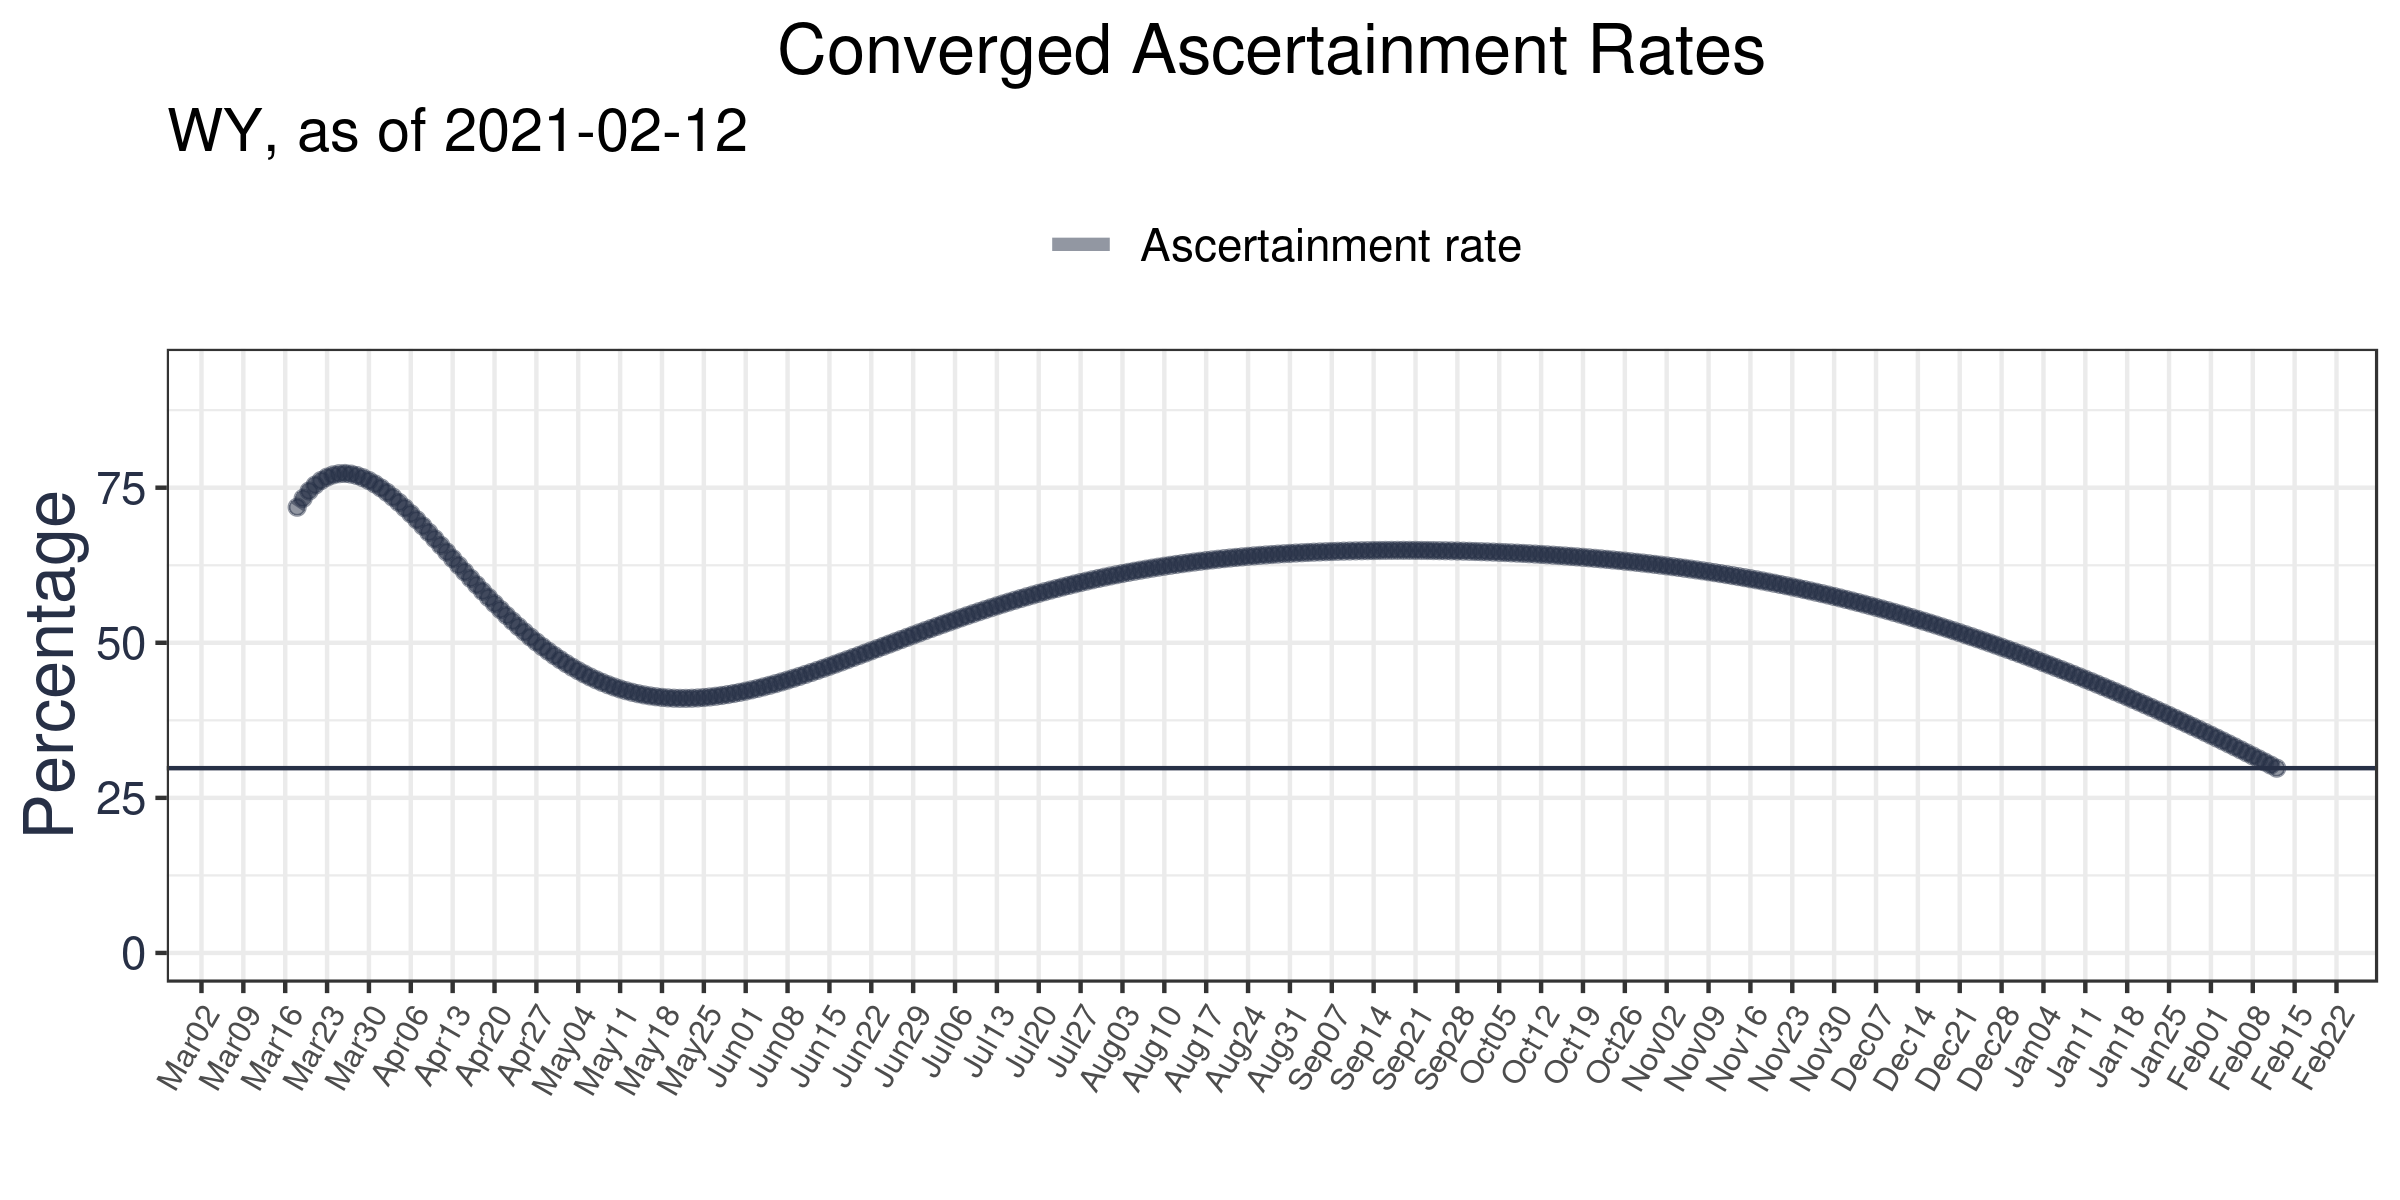 Converged Ascertainment Rates
WY, as of 2021-02-12
Ascertainment rate
Percentage
75
50
25
0
Mar02 Mar09 Mar16 Mar23 Mar30 Apr06 Apr13 Apr20 Apr27 May04 May11 May18 May25 Jun01 Jun08 Jun15 Jun22 Jun29 Jul06 Jul13 Jul20 Jul27 Aug03 Aug10 Aug17 Aug24 Aug31 Sep07 Sep14 Sep21 Sep28 Oct05 Oct12 Oct19 Oct26 Nov02 Nov09 Nov16 Nov23 Nov30 Dec07 Dec14 Dec21 Dec28 Jan04 Jan11 Jan18 Jan25 Feb01 Feb08 Feb15 Feb22